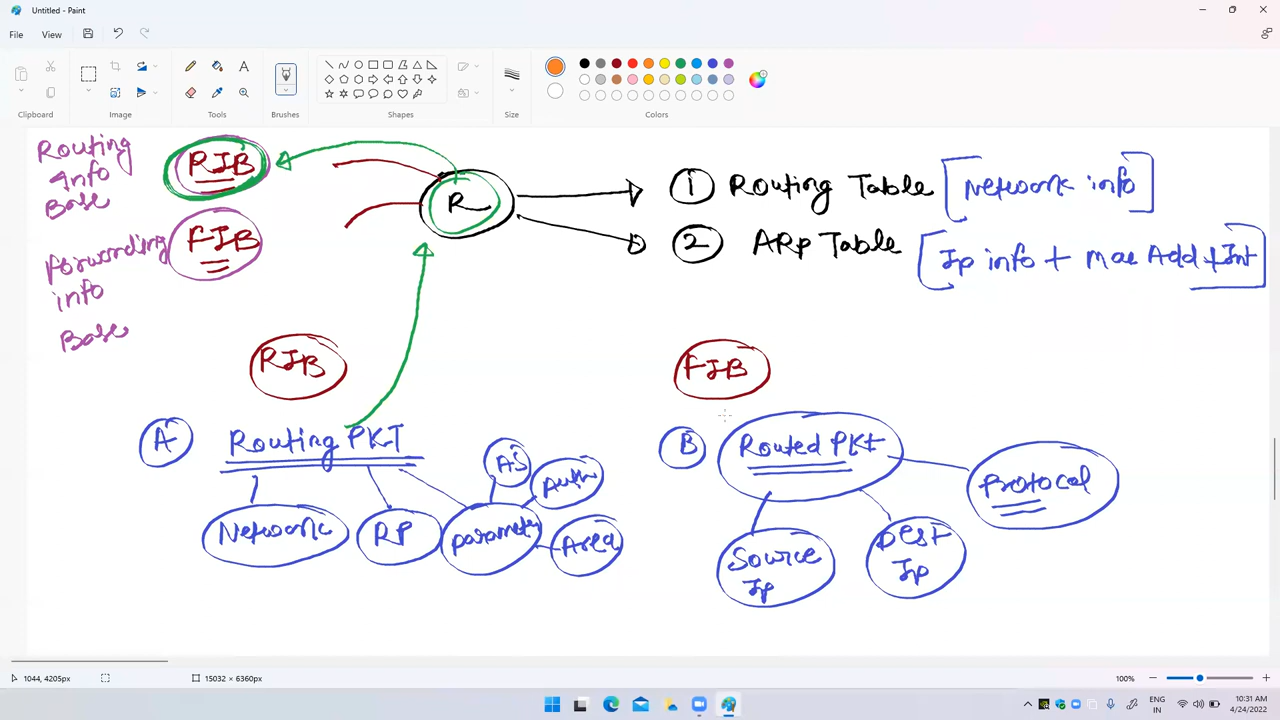 Untitled - Paint
File View
Clipboard
Image
Tools
Brushes
Shapes
Size
Colors
Routing
Info
Base
RIB
FIB
Forwarding
info
Base
R
1 Routing Table [Network info]
2 ARP Table [Ip info + Mac Add + Int]
RIB
FIB
A Routing PKT
Network
RP
Parameter
AS
Auth
Area
B Routed PKt
Protocal
Source
Ip
Dest
Ip
1044, 4205px
15032 × 6360px
100%
ENG
IN
10:31 AM
4/24/2022